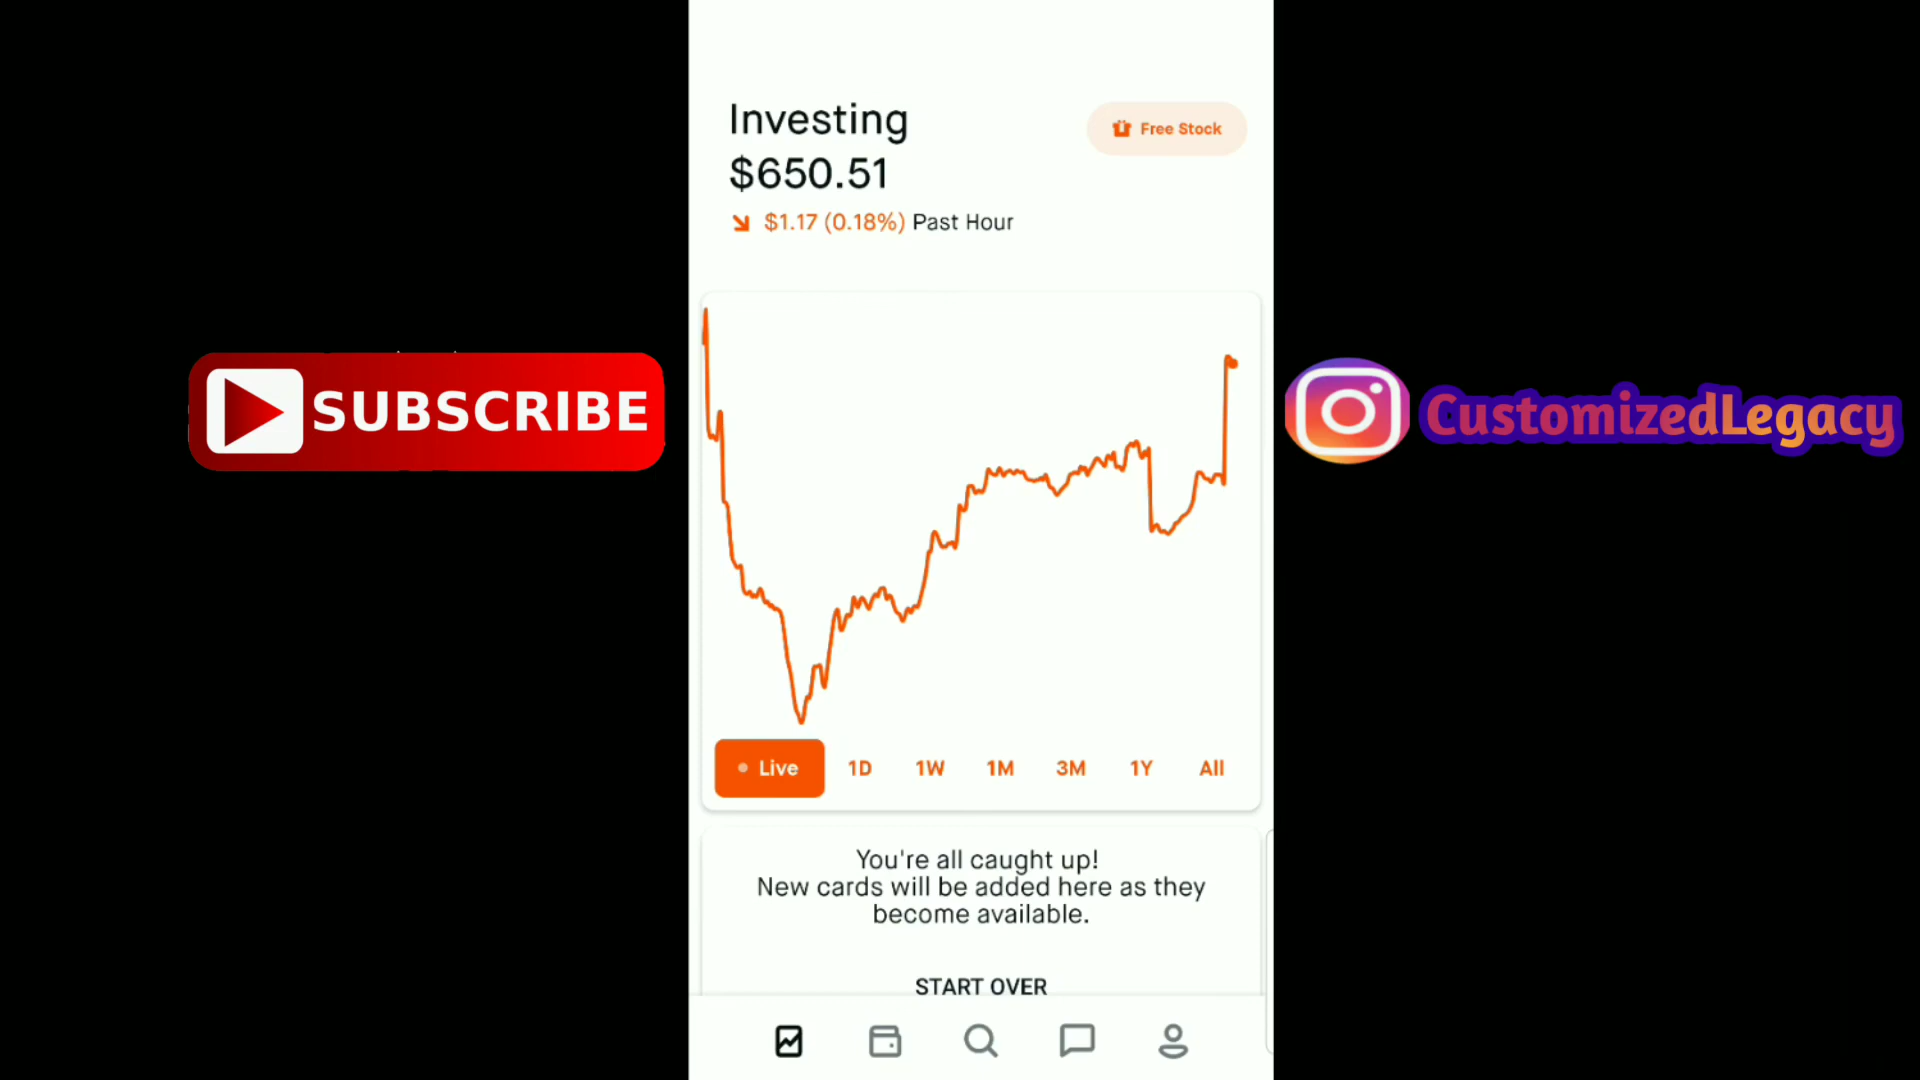 Investing
Free Stock
$650.51
$1.17 (0.18%) Past Hour
SUBSCRIBE
CustomizedLegacy
Live 1D 1W 1M 3M 1Y All
You're all caught up!
New cards will be added here as they
become available.
START OVER